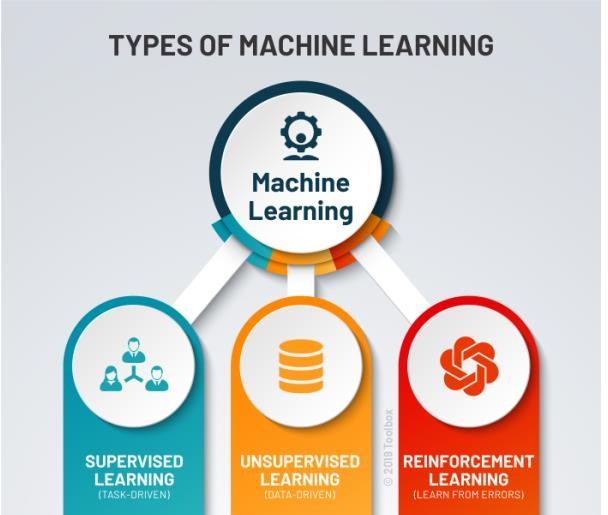 TYPES OF MACHINE LEARNING
Machine
Learning
SUPERVISED
LEARNING
(TASK-DRIVEN)
UNSUPERVISED
LEARNING
(DATA-DRIVEN)
© 2019 Toolbox
REINFORCEMENT
LEARNING
(LEARN FROM ERRORS)